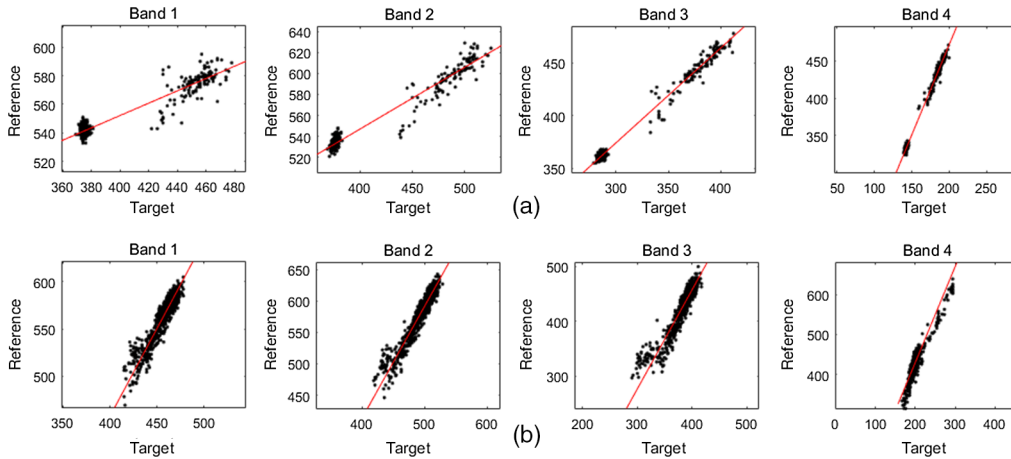 Band 1 Band 2 Band 3 Band 4
600
580
560
540
520
Reference
360 380 400 420 440 460 480
Target
640
620
600
580
560
540
520
Reference
400 450 500
Target
450
400
350
Reference
300 350 400
Target
450
400
350
Reference
50 100 150 200 250
Target
(a)
Band 1 Band 2 Band 3 Band 4
600
550
500
Reference
350 400 450 500
Target
650
600
550
500
450
Reference
400 500 600
Target
500
400
300
Reference
200 300 400 500
Target
600
500
400
Reference
0 100 200 300 400
Target
(b)